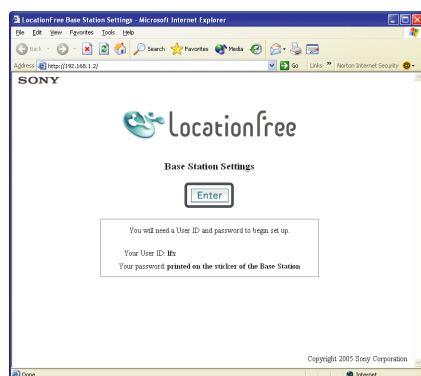 LocationFree Base Station Settings - Microsoft Internet Explorer
File Edit View Favorites Tools Help
Back Search Favorites Media
Address http://192.168.1.2/ Go Links » Norton Internet Security
SONY
Locationfree
Base Station Settings
Enter
You will need a User ID and password to begin set up.
Your User ID: lfx
Your password: printed on the sticker of the Base Station
Copyright 2005 Sony Corporation
Done Internet